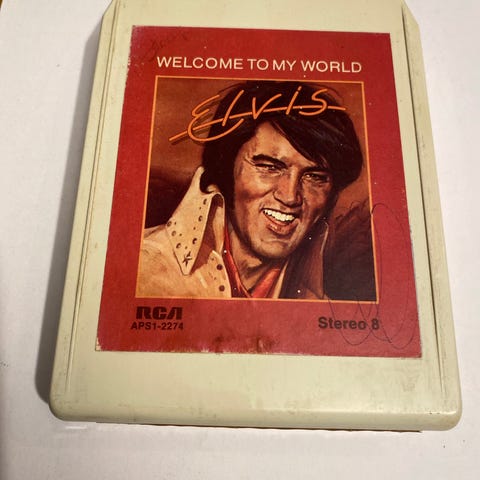 WELCOME TO MY WORLD
Elvis
RCA
APS1-2274
Stereo 8